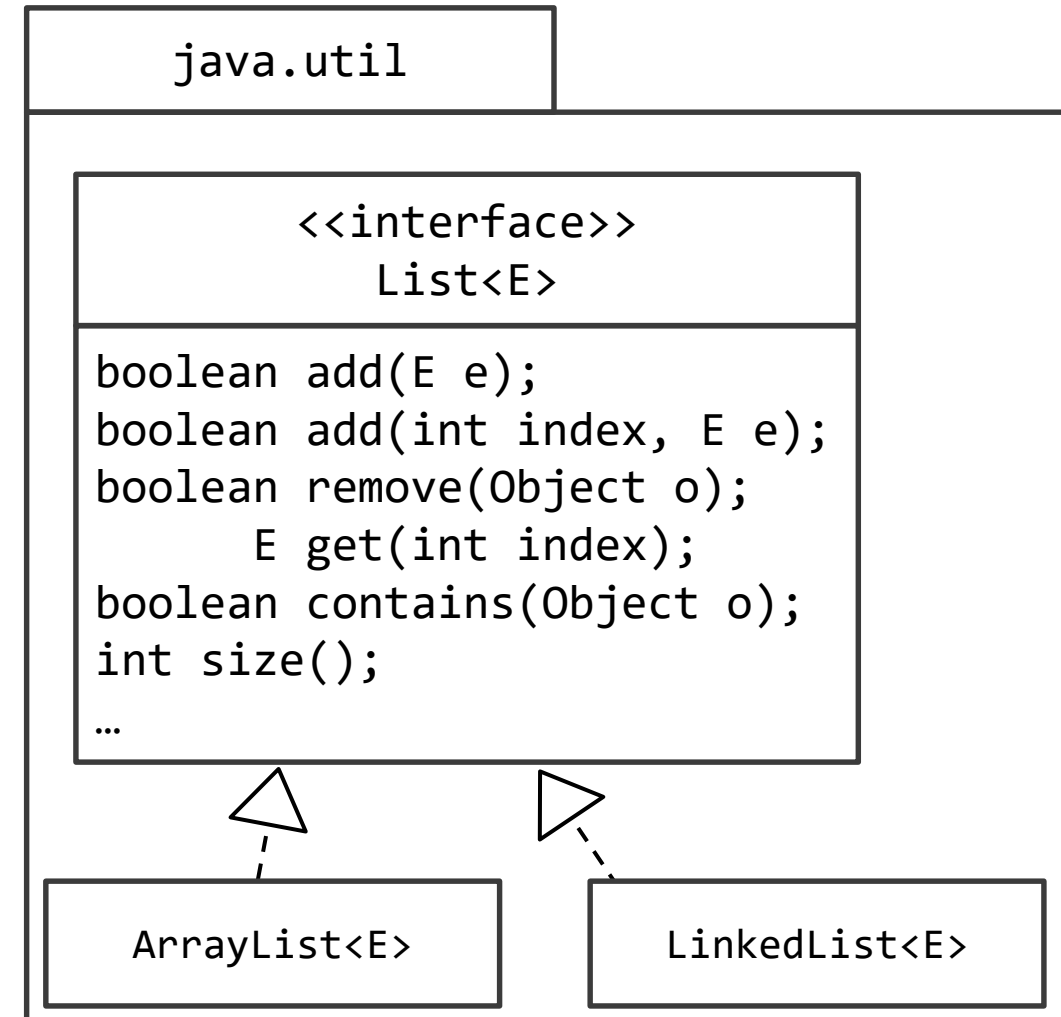 java.util
<<interface>>
List<E>
boolean add(E e);
boolean add(int index, E e);
boolean remove(Object o);
E get(int index);
boolean contains(Object o);
int size();
…
ArrayList<E>
LinkedList<E>